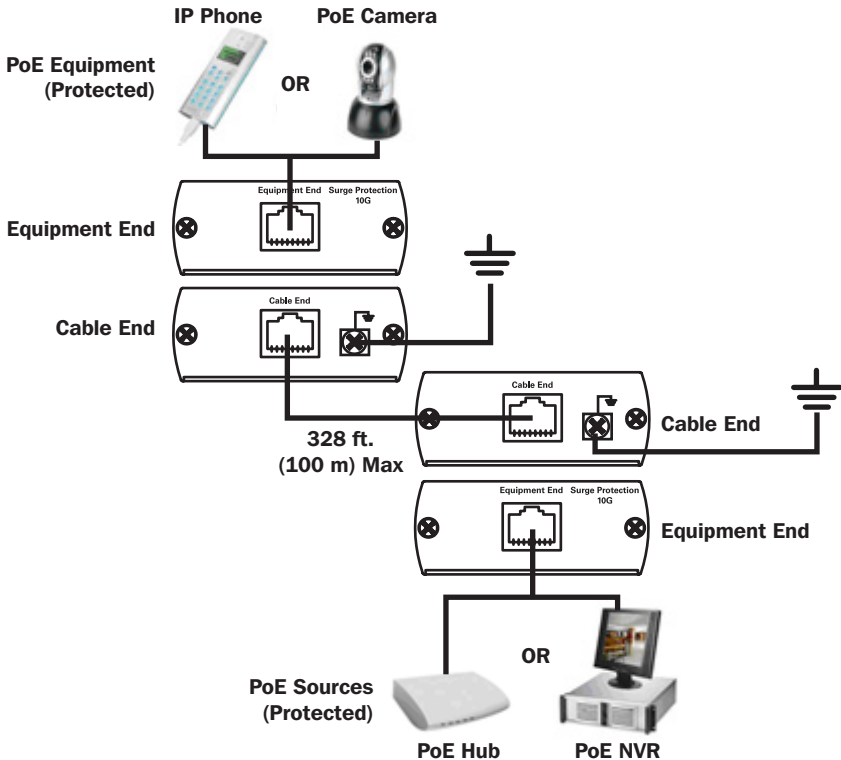 IP Phone
PoE Camera
PoE Equipment
(Protected)
OR
Equipment End
Surge Protection
10G
Equipment End
Cable End
Cable End
Cable End
Cable End
328 ft.
(100 m) Max
Equipment End
Surge Protection
10G
Equipment End
OR
PoE Sources
(Protected)
PoE Hub
PoE NVR